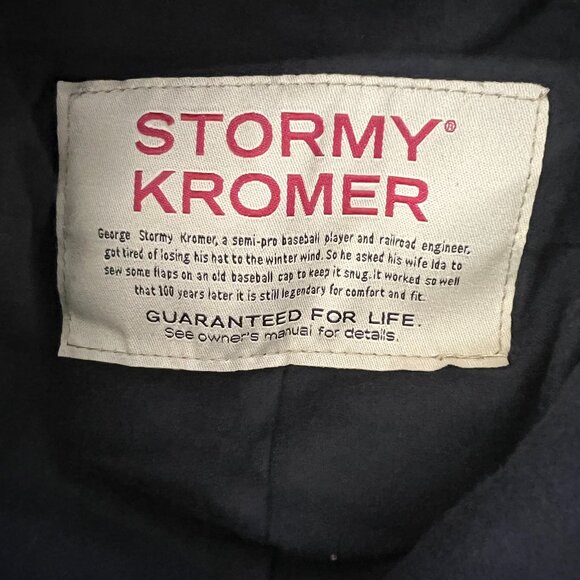 STORMY®
KROMER
George Stormy Kromer, a semi-pro baseball player and railroad engineer,
got tired of losing his hat to the winter wind. So he asked his wife Ida to
sew some flaps on an old baseball cap to keep it snug. it worked so well
that 100 years later it is still legendary for comfort and fit.
GUARANTEED FOR LIFE.
See owner's manual for details.